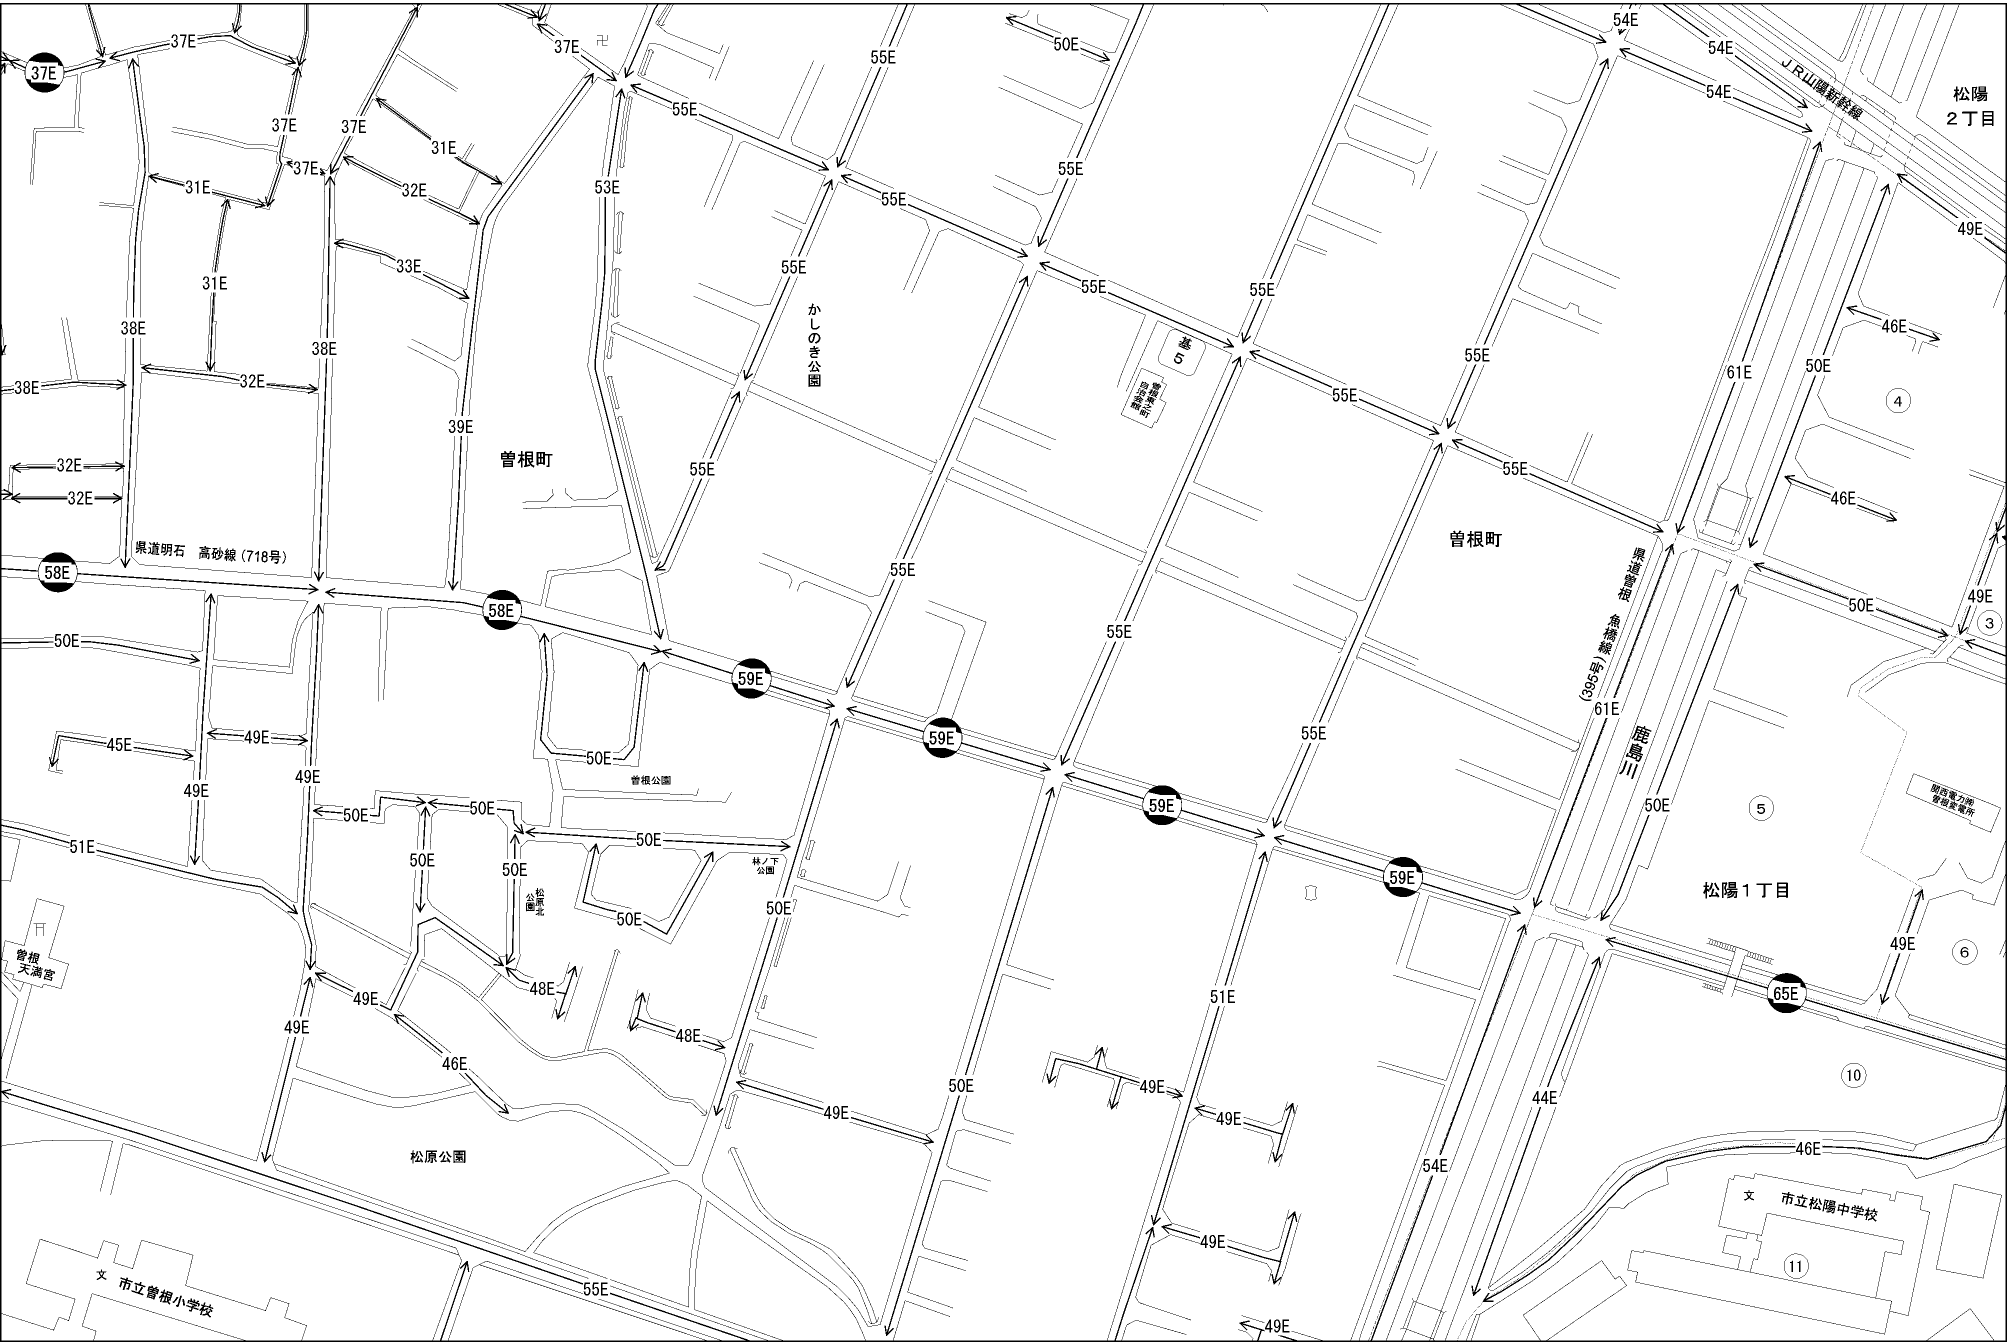 54E
37E
37E
55E
50E
54E
37E
JR山陽新幹線
54E
松陽
2丁目
55E
37E
37E
31E
37E
55E
31E
32E
53E
55E
49E
33E
55E
31E
55E
55E
46E
38E
38E
かしのき公園
基
5
55E
61E
50E
38E
32E
曽根東之町
自治会館
55E
④
39E
曽根町
32E
32E
55E
55E
46E
県道明石 高砂線(718号)
曽根町
58E
58E
55E
県道曽根 魚橋線
(395号)
49E
50E
③
50E
55E
59E
61E
45E
49E
59E
55E
鹿島川
49E
49E
50E
曽根公園
50E
50E
59E
50E
⑤
関西電力㈱
曽根変電所
51E
50E
50E
50E
林ノ下
公園
59E
松陽1丁目
松原北
公園
50E
50E
曽根
天満宮
49E
⑥
48E
49E
51E
65E
49E
48E
46E
50E
49E
⑩
49E
49E
44E
松原公園
54E
46E
文 市立松陽中学校
49E
⑪
文 市立曽根小学校
55E
49E